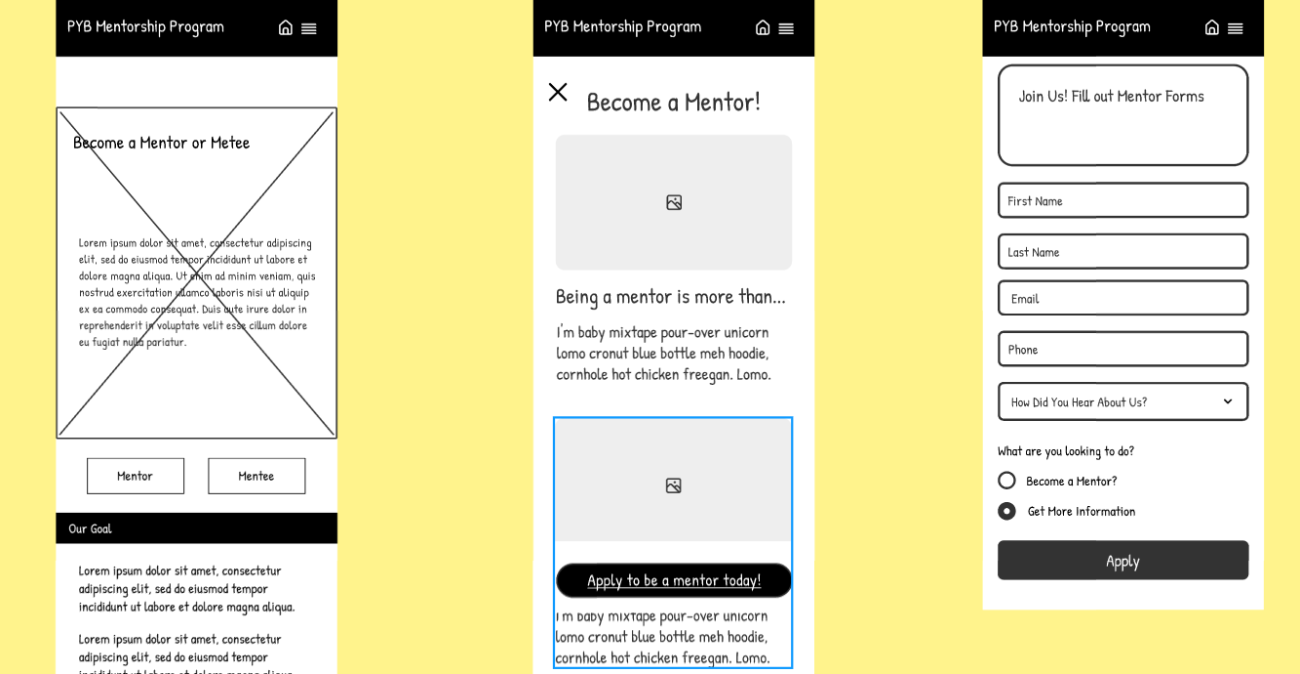 PYB Mentorship Program
Become a Mentor or Metee
Lorem ipsum dolor sit amet, consectetur adipiscing
elit, sed do eiusmod tempor incididunt ut labore et
dolore magna aliqua. Ut enim ad minim veniam, quis
nostrud exercitation ullamco laboris nisi ut aliquip
ex ea commodo consequat. Duis aute irure dolor in
reprehenderit in voluptate velit esse cillum dolore
eu fugiat nulla pariatur.
Mentor
Mentee
Our Goal
Lorem ipsum dolor sit amet, consectetur
adipiscing elit, sed do eiusmod tempor
incididunt ut labore et dolore magna aliqua.
Lorem ipsum dolor sit amet, consectetur
adipiscing elit, sed do eiusmod tempor
incididunt ut labore et dolore magna aliqua.
PYB Mentorship Program
Become a Mentor!
Being a mentor is more than...
I'm baby mixtape pour-over unicorn
lomo cronut blue bottle meh hoodie,
cornhole hot chicken freegan. Lomo.
Apply to be a mentor today!
I'm baby mixtape pour-over unicorn
lomo cronut blue bottle meh hoodie,
cornhole hot chicken freegan. Lomo.
PYB Mentorship Program
Join Us! Fill out Mentor Forms
First Name
Last Name
Email
Phone
How Did You Hear About Us?
What are you looking to do?
Become a Mentor?
Get More Information
Apply